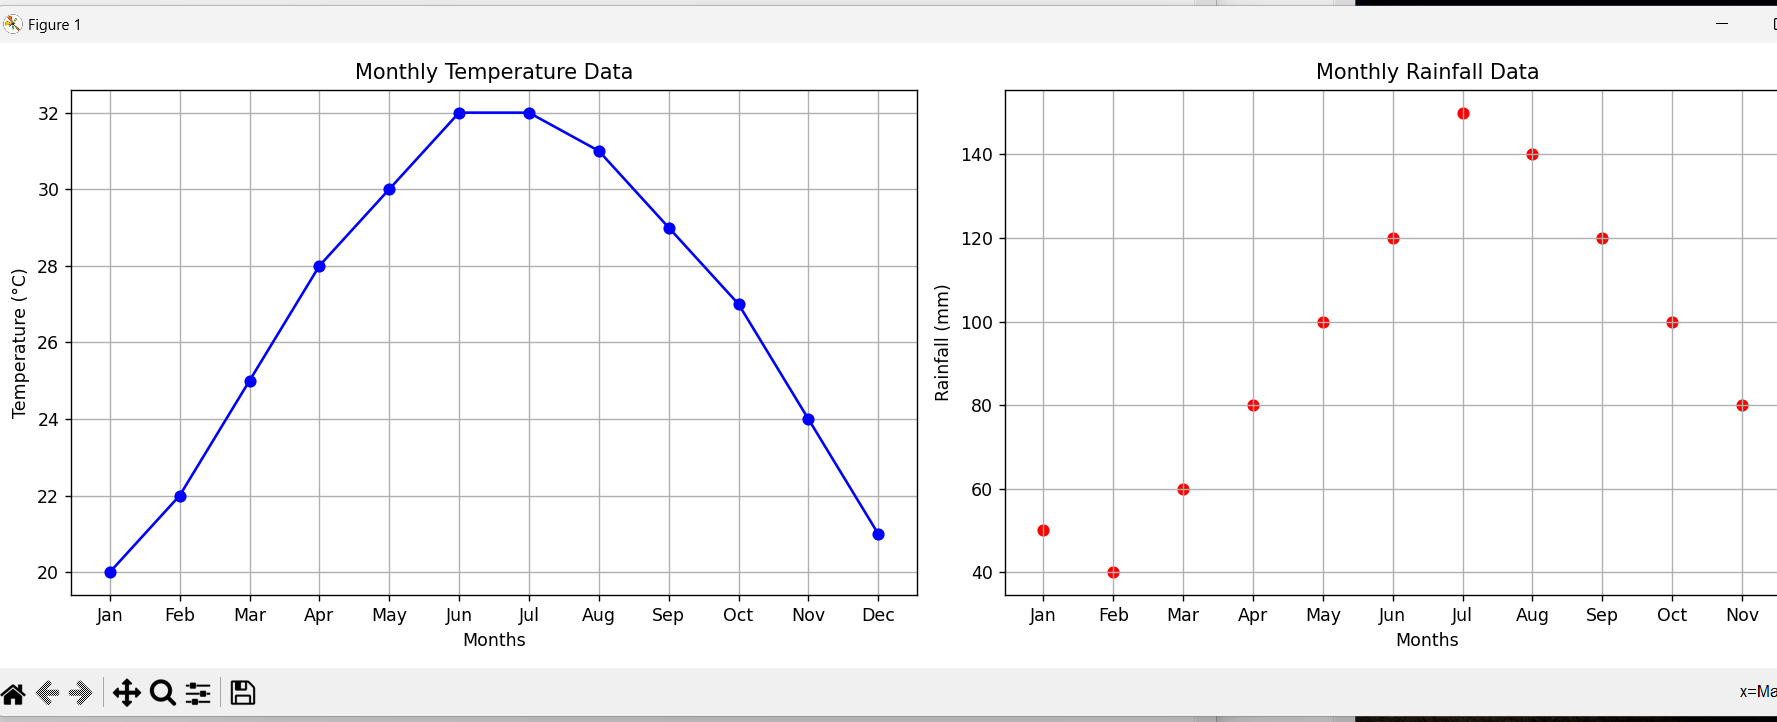 Figure 1
Monthly Temperature Data
Temperature (°C)
32
30
28
26
24
22
20
Jan Feb Mar Apr May Jun Jul Aug Sep Oct Nov Dec
Months
Monthly Rainfall Data
Rainfall (mm)
140
120
100
80
60
40
Jan Feb Mar Apr May Jun Jul Aug Sep Oct Nov
Months
x=Ma